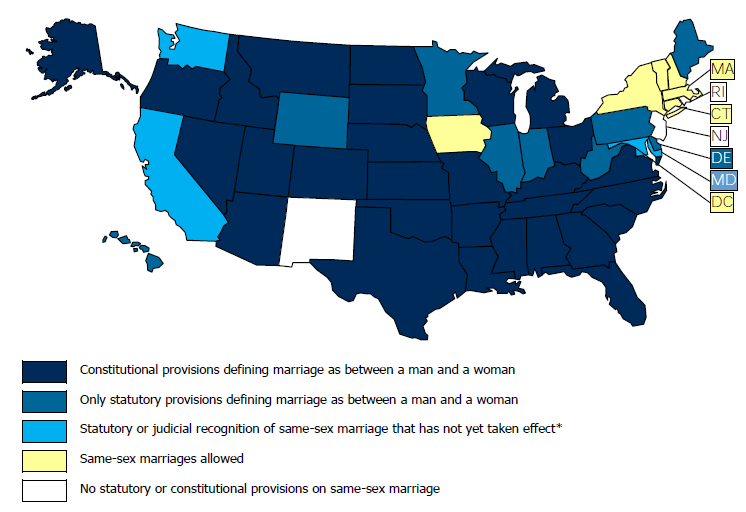 MA
RI
CT
NJ
DE
MD
DC
Constitutional provisions defining marriage as between a man and a woman
Only statutory provisions defining marriage as between a man and a woman
Statutory or judicial recognition of same-sex marriage that has not yet taken effect*
Same-sex marriages allowed
No statutory or constitutional provisions on same-sex marriage